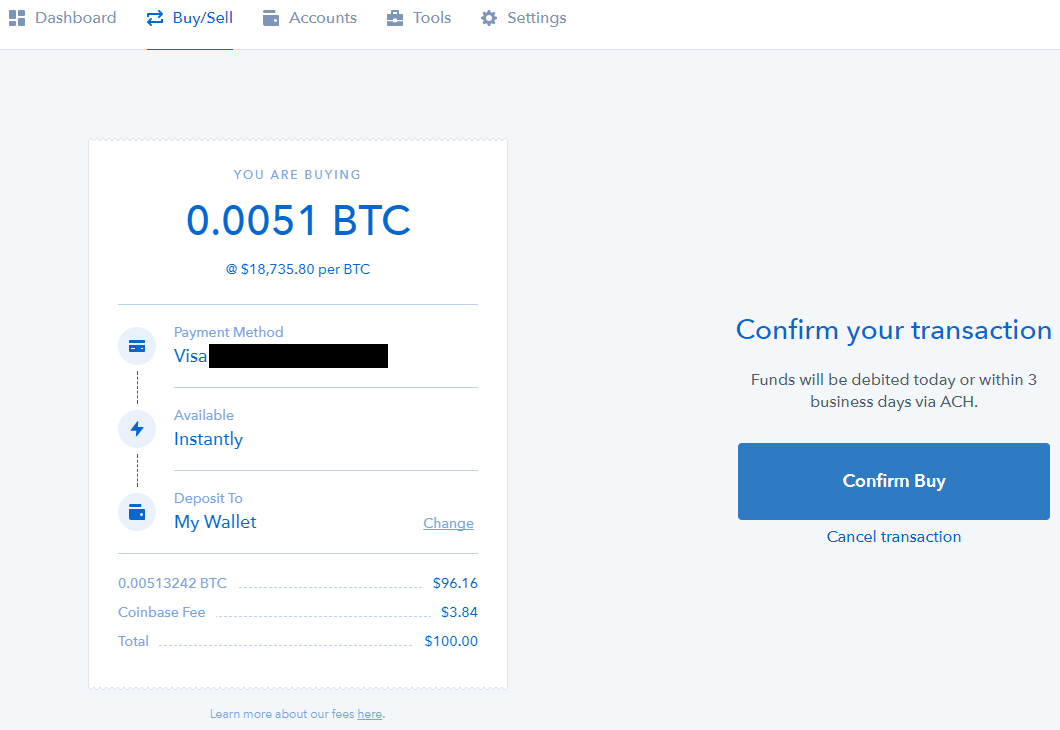 Dashboard Buy/Sell Accounts Tools Settings
YOU ARE BUYING
0.0051 BTC
@ $18,735.80 per BTC
Payment Method
Visa
Available
Instantly
Deposit To
My Wallet Change
0.00513242 BTC $96.16
Coinbase Fee $3.84
Total $100.00
Learn more about our fees here.
Confirm your transaction
Funds will be debited today or within 3
business days via ACH.
Confirm Buy
Cancel transaction